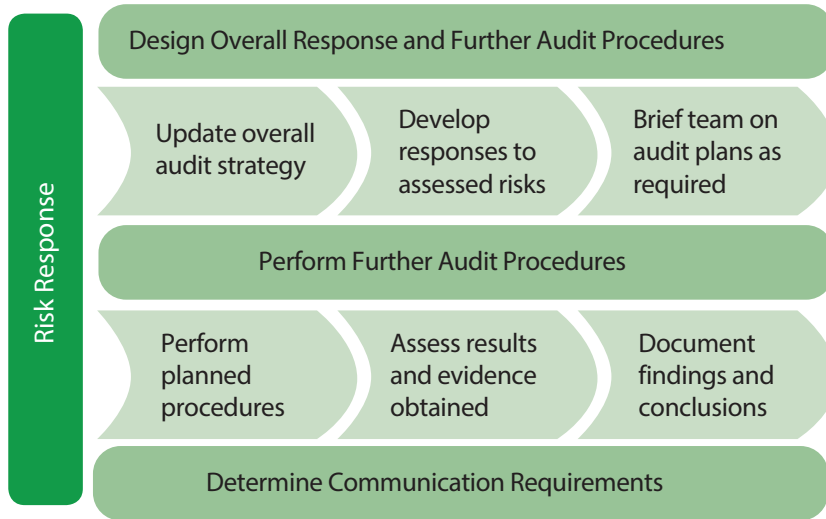 Risk Response
Design Overall Response and Further Audit Procedures
Update overall
audit strategy
Develop
responses to
assessed risks
Brief team on
audit plans as
required
Perform Further Audit Procedures
Perform
planned
procedures
Assess results
and evidence
obtained
Document
findings and
conclusions
Determine Communication Requirements